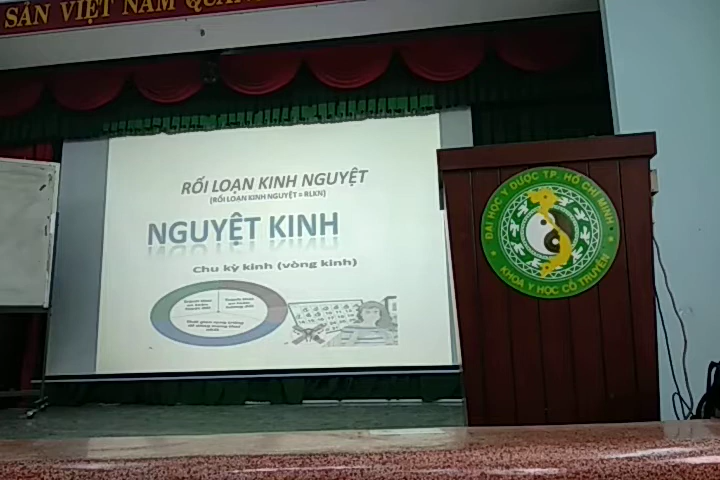 SẢN VIỆT NAM QUANG
RỐI LOẠN KINH NGUYỆT
(RỐI LOẠN KINH NGUYỆT = RLKN)
NGUYỆT KINH
Chu kỳ kinh (vòng kinh)
ĐẠI HỌC Y DƯỢC TP. HỒ CHÍ MINH
KHOA Y HỌC CỔ TRUYỀN